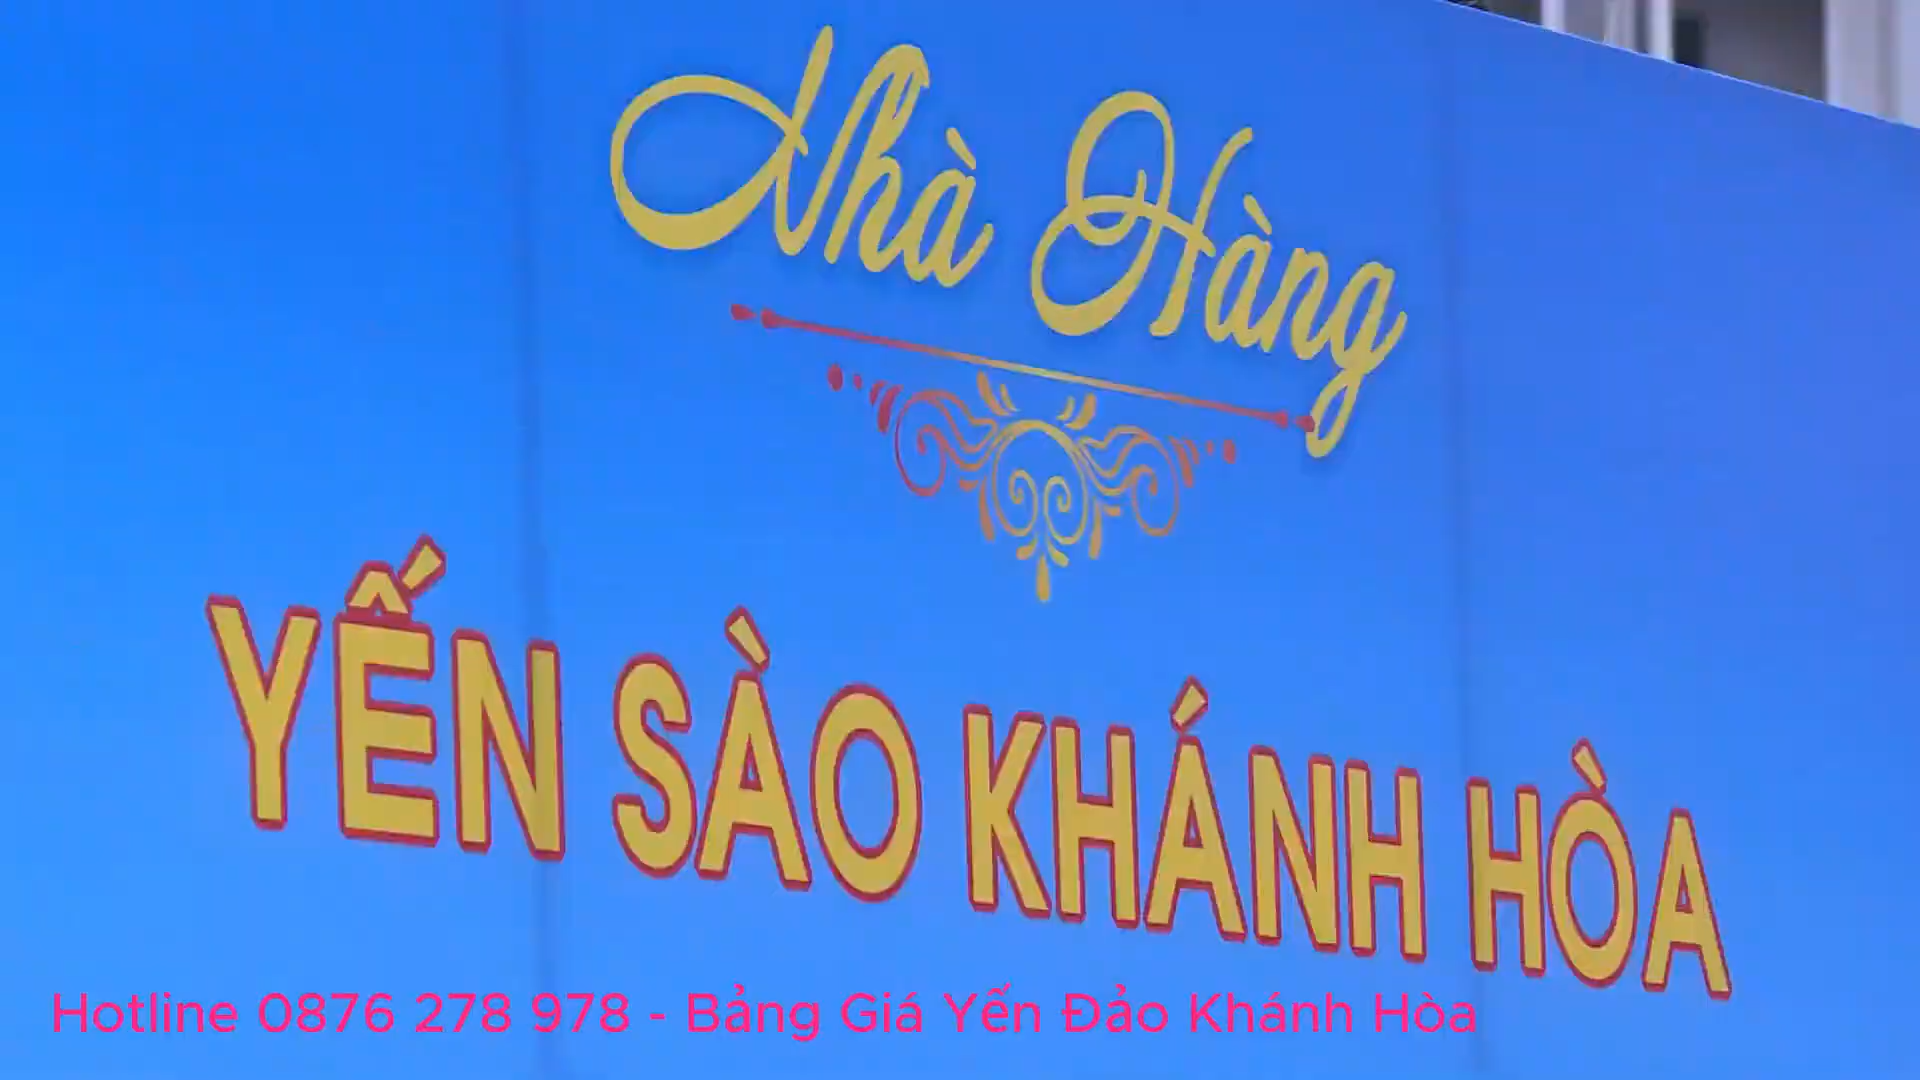 Nhà Hàng
YẾN SÀO KHÁNH HÒA
Hotline 0876 278 978 - Bảng Giá Yến Đảo Khánh Hòa